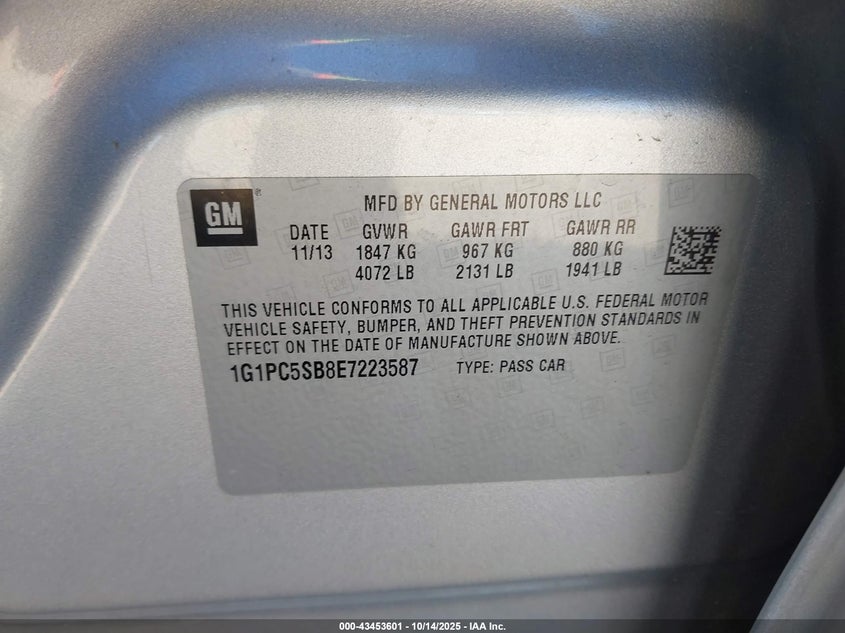 GM®
MFD BY GENERAL MOTORS LLC
DATE GVWR GAWR FRT GAWR RR
11/13 1847 KG 967 KG 880 KG
4072 LB 2131 LB 1941 LB
THIS VEHICLE CONFORMS TO ALL APPLICABLE U.S. FEDERAL MOTOR
VEHICLE SAFETY, BUMPER, AND THEFT PREVENTION STANDARDS IN
EFFECT ON THE DATE OF MANUFACTURE SHOWN ABOVE.
1G1PC5SB8E7223587 TYPE: PASS CAR
000-43453601 - 10/14/2025 - IAA Inc.